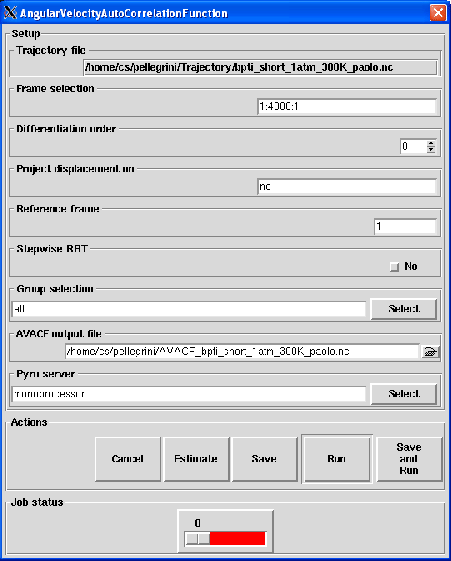 AngularVelocityAutoCorrelationFunction
Setup
Trajectory file
/home/cs/pellegrini/Trajectory/bpti_short_1atm_300K_paolo.nc
Frame selection
1:4000:1
Differentiation order
0
Project displacement on
no
Reference frame
1
Stepwise RBT
No
Group selection
all
Select
AVACF output file
/home/cs/pellegrini/AVACF_bpti_short_1atm_300K_paolo.nc
Pyro server
monoprocessor
Select
Actions
Cancel
Estimate
Save
Run
Save
and
Run
Job status
0